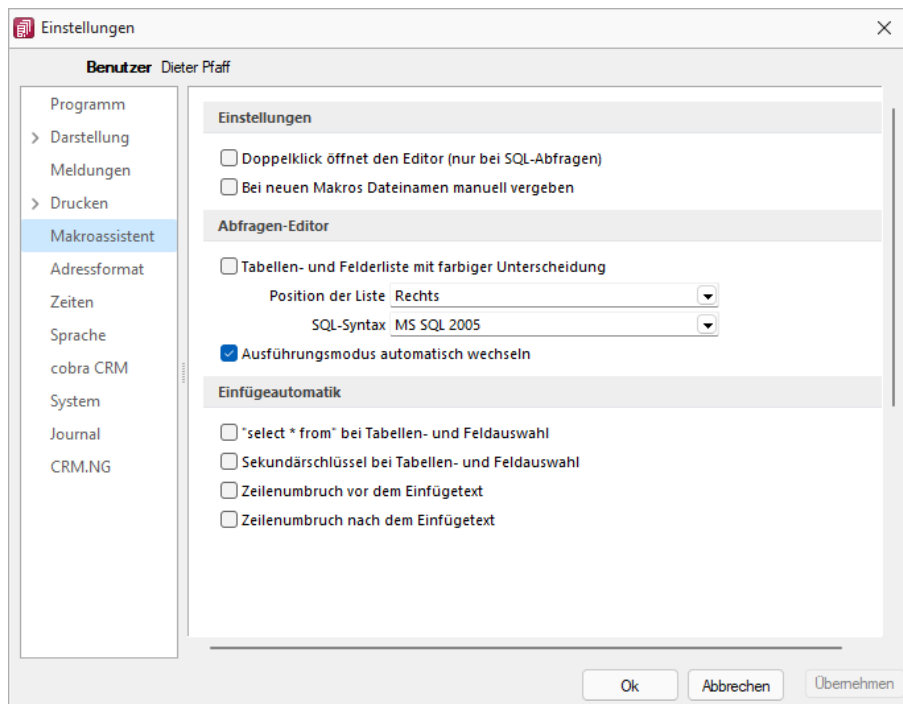 Einstellungen
Benutzer Dieter Pfaff
Programm
Darstellung
Meldungen
Drucken
Makroassistent
Adressformat
Zeiten
Sprache
cobra CRM
System
Journal
CRM.NG
Einstellungen
Doppelklick öffnet den Editor (nur bei SQL-Abfragen)
Bei neuen Makros Dateinamen manuell vergeben
Abfragen-Editor
Tabellen- und Felderliste mit farbiger Unterscheidung
Position der Liste Rechts
SQL-Syntax MS SQL 2005
Ausführungsmodus automatisch wechseln
Einfügeautomatik
"select * from" bei Tabellen- und Feldauswahl
Sekundärschlüssel bei Tabellen- und Feldauswahl
Zeilenumbruch vor dem Einfügetext
Zeilenumbruch nach dem Einfügetext
Ok Abbrechen Übernehmen